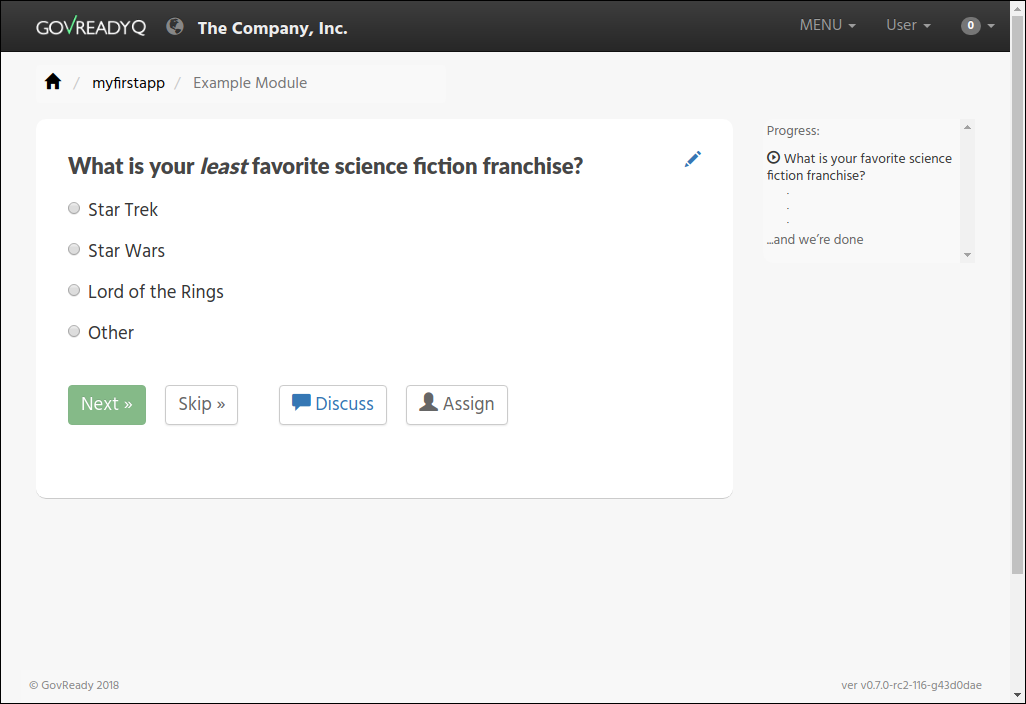 GOVREADYQ The Company, Inc. MENU User 0
/ myfirstapp / Example Module
What is your least favorite science fiction franchise?
Star Trek
Star Wars
Lord of the Rings
Other
Next » Skip » Discuss Assign
Progress:
What is your favorite science
fiction franchise?
.
.
.
...and we're done
© GovReady 2018 ver v0.7.0-rc2-116-g43d0dae